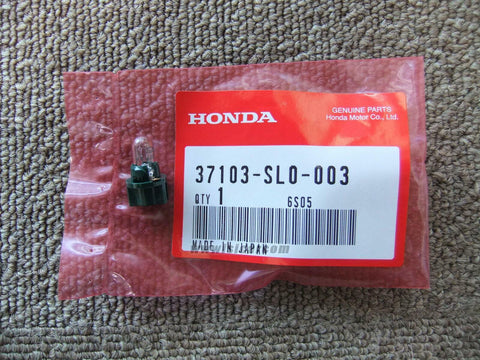 HONDA
GENUINE PARTS
Honda Motor Co., Ltd.
37103-SL0-003
QTY 1 6S05
MADE IN JAPAN